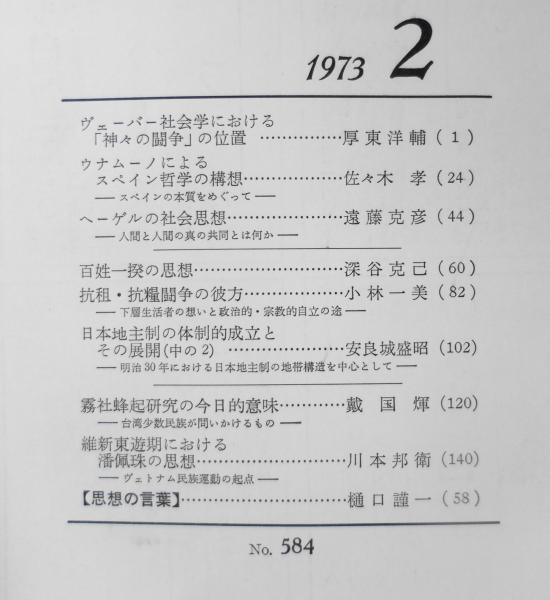 1973 2
ヴェーバー社会学における
「神々の闘争」の位置 ……………厚東洋輔(1)
ウナムーノによる
スペイン哲学の構想………………佐々木 孝(24)
── スペインの本質をめぐって ──
ヘーゲルの社会思想…………………遠藤克彦(44)
── 人間と人間の真の共同とは何か ──
百姓一揆の思想………………………深谷克己(60)
抗租・抗糧闘争の彼方………………小林一美(82)
── 下層生活者の想いと政治的・宗教的自立の途 ──
日本地主制の体制的成立と
その展開(中の2) …………………安良城盛昭(102)
── 明治30年における日本地主制の地帯構造を中心として ──
霧社蜂起研究の今日的意味…………戴 国 煇(120)
── 台湾少数民族が問いかけるもの ──
維新東遊期における
潘佩珠の思想………………………川本邦衛(140)
── ヴェトナム民族運動の起点 ──
【思想の言葉】………………………樋口謹一(58)
No. 584